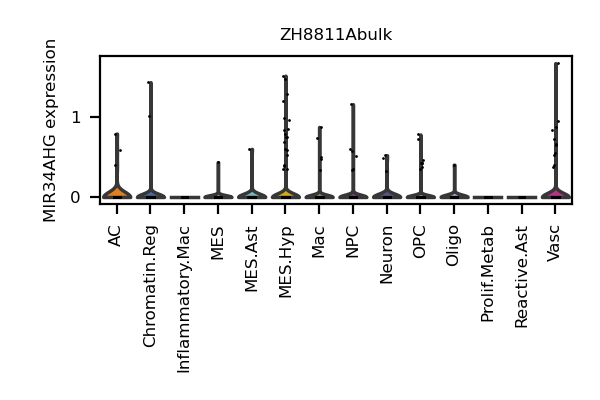 ZH8811Abulk
MIR34AHG expression
1
0
AC
Chromatin.Reg
Inflammatory.Mac
MES
MES.Ast
MES.Hyp
Mac
NPC
Neuron
OPC
Oligo
Prolif.Metab
Reactive.Ast
Vasc